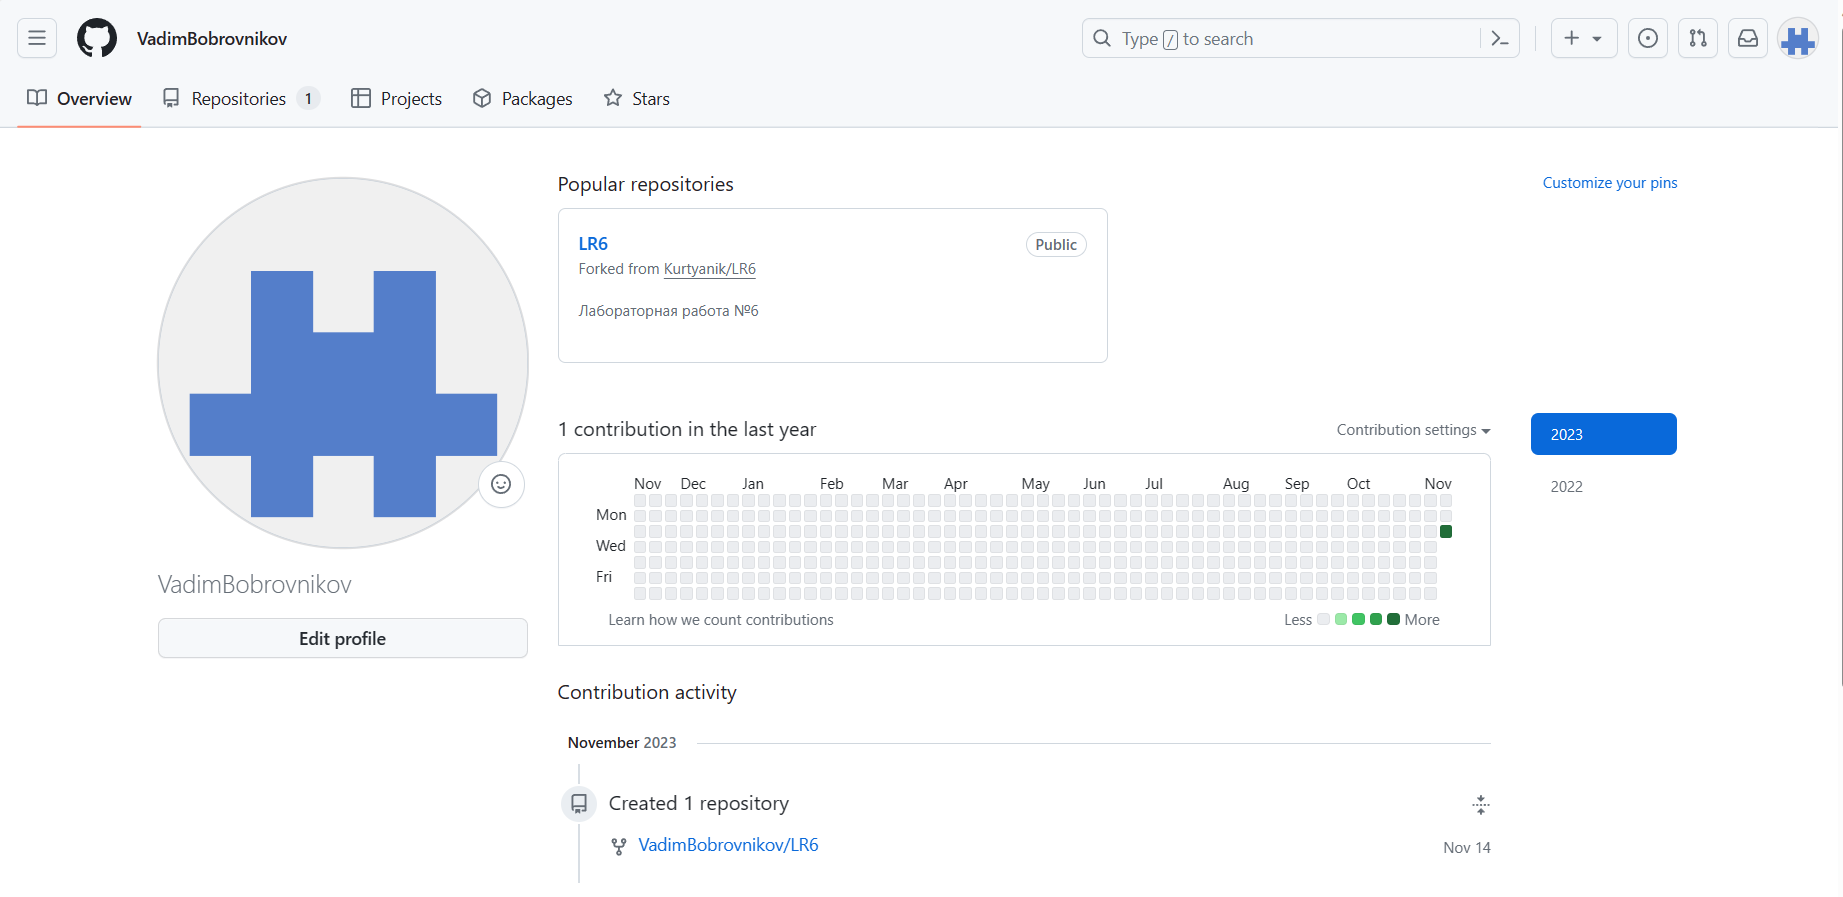 VadimBobrovnikov
Type / to search
Overview
Repositories 1
Projects
Packages
Stars
Popular repositories
Customize your pins
LR6
Public
Forked from Kurtyanik/LR6
Лабораторная работа №6
1 contribution in the last year
Contribution settings
2023
2022
Nov Dec Jan Feb Mar Apr May Jun Jul Aug Sep Oct Nov
Mon
Wed
Fri
Learn how we count contributions
Less
More
VadimBobrovnikov
Edit profile
Contribution activity
November 2023
Created 1 repository
VadimBobrovnikov/LR6
Nov 14